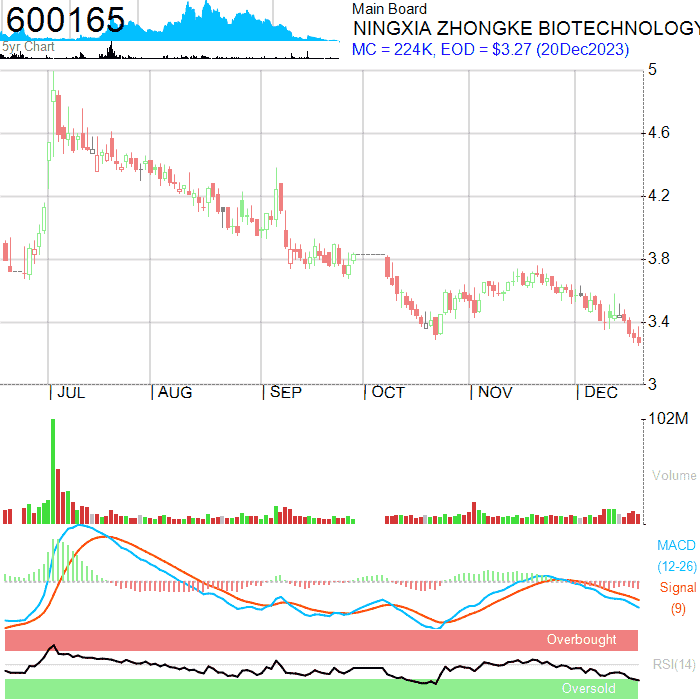 600165
5yr Chart
Main Board
NINGXIA ZHONGKE BIOTECHNOLOGY
MC = 224K, EOD = $3.27 (20Dec2023)
5
4.6
4.2
3.8
3.4
3
JUL AUG SEP OCT NOV DEC
102M
Volume
MACD
(12-26)
Signal
(9)
Overbought
RSI(14)
Oversold